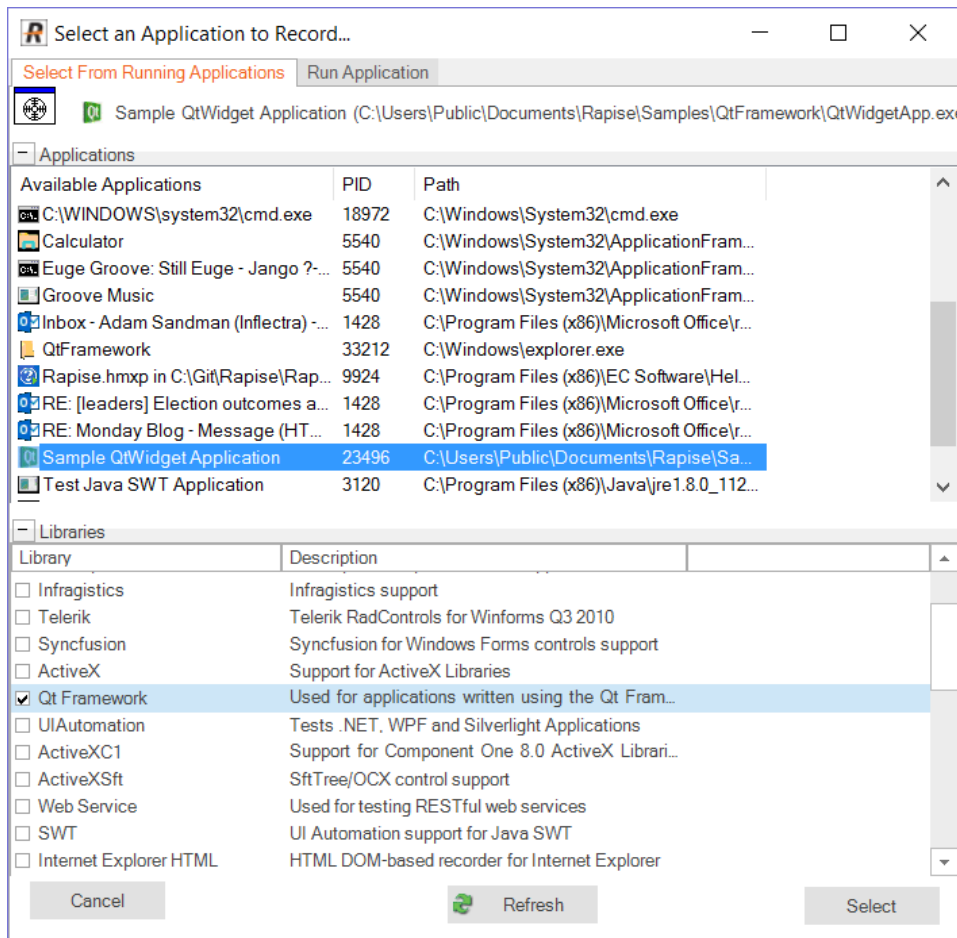 Select an Application to Record...
Select From Running Applications Run Application
Sample QtWidget Application (C:\Users\Public\Documents\Rapise\Samples\QtFramework\QtWidgetApp.exe
Applications
Available Applications PID Path
C:\WINDOWS\system32\cmd.exe 18972 C:\Windows\System32\cmd.exe
Calculator 5540 C:\Windows\System32\ApplicationFram...
Euge Groove: Still Euge - Jango ?-... 5540 C:\Windows\System32\ApplicationFram...
Groove Music 5540 C:\Windows\System32\ApplicationFram...
Inbox - Adam Sandman (Inflectra) -... 1428 C:\Program Files (x86)\Microsoft Office\r...
QtFramework 33212 C:\Windows\explorer.exe
Rapise.hmxp in C:\Git\Rapise\Rap... 9924 C:\Program Files (x86)\EC Software\Hel...
RE: [leaders] Election outcomes a... 1428 C:\Program Files (x86)\Microsoft Office\r...
RE: Monday Blog - Message (HT... 1428 C:\Program Files (x86)\Microsoft Office\r...
Sample QtWidget Application 23496 C:\Users\Public\Documents\Rapise\Sa...
Test Java SWT Application 3120 C:\Program Files (x86)\Java\jre1.8.0_112...
Libraries
Library Description
Infragistics Infragistics support
Telerik Telerik RadControls for Winforms Q3 2010
Syncfusion Syncfusion for Windows Forms controls support
ActiveX Support for ActiveX Libraries
Qt Framework Used for applications written using the Qt Fram...
UIAutomation Tests .NET, WPF and Silverlight Applications
ActiveXC1 Support for Component One 8.0 ActiveX Librari...
ActiveXSft SftTree/OCX control support
Web Service Used for testing RESTful web services
SWT UI Automation support for Java SWT
Internet Explorer HTML HTML DOM-based recorder for Internet Explorer
Cancel Refresh Select